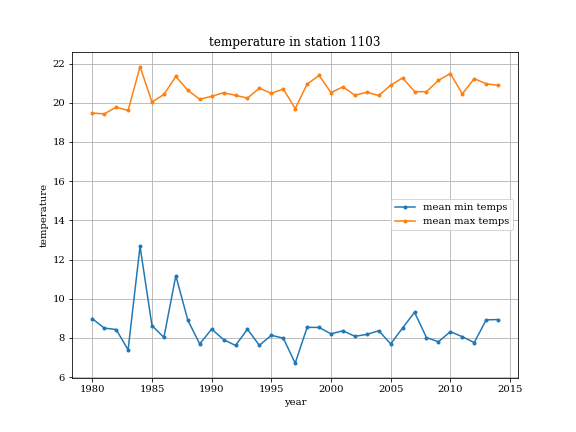 temperature in station 1103
22
20
18
16
14
12
10
8
6
temperature
mean min temps
mean max temps
1980 1985 1990 1995 2000 2005 2010 2015
year